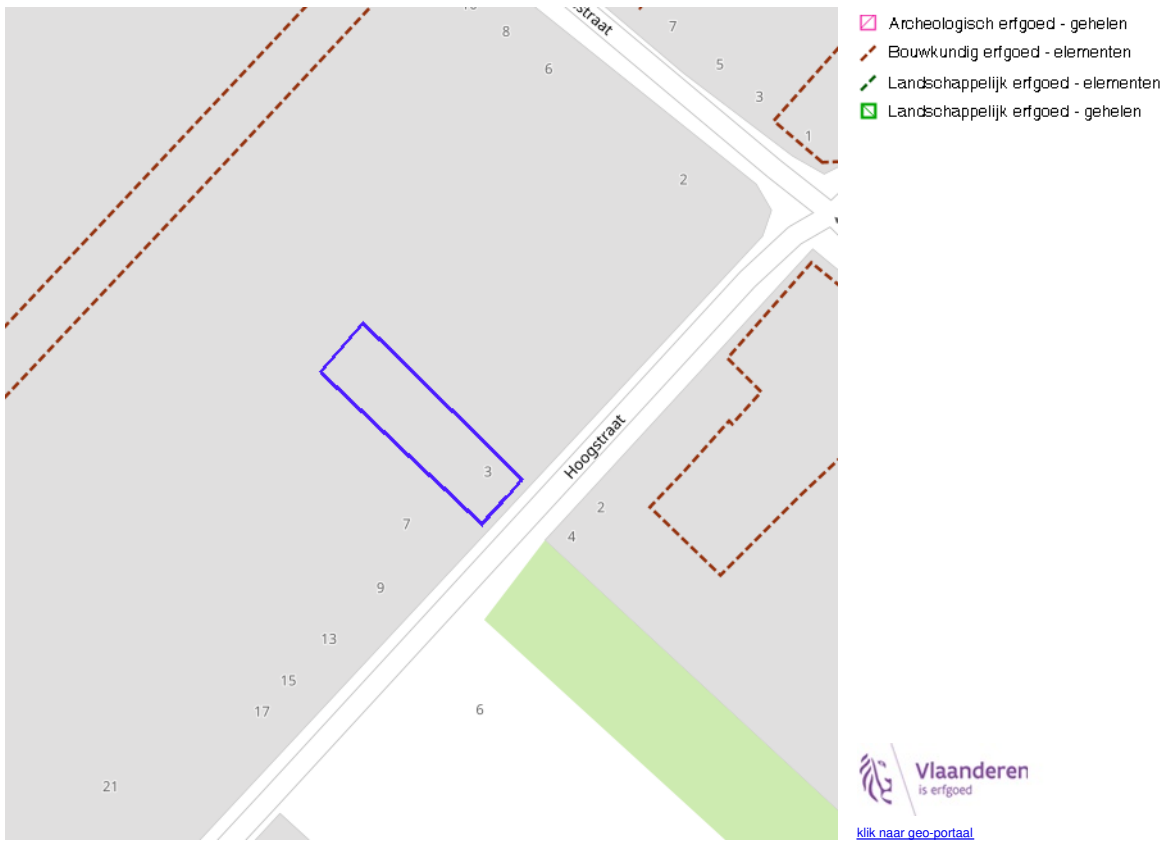 straat
8
7
6
5
3
1
2
3
Hoogstraat
7
2
4
9
13
15
17
6
21
Archeologisch erfgoed - gehelen
Bouwkundig erfgoed - elementen
Landschappelijk erfgoed - elementen
Landschappelijk erfgoed - gehelen
Vlaanderen
is erfgoed
klik naar geo-portaal